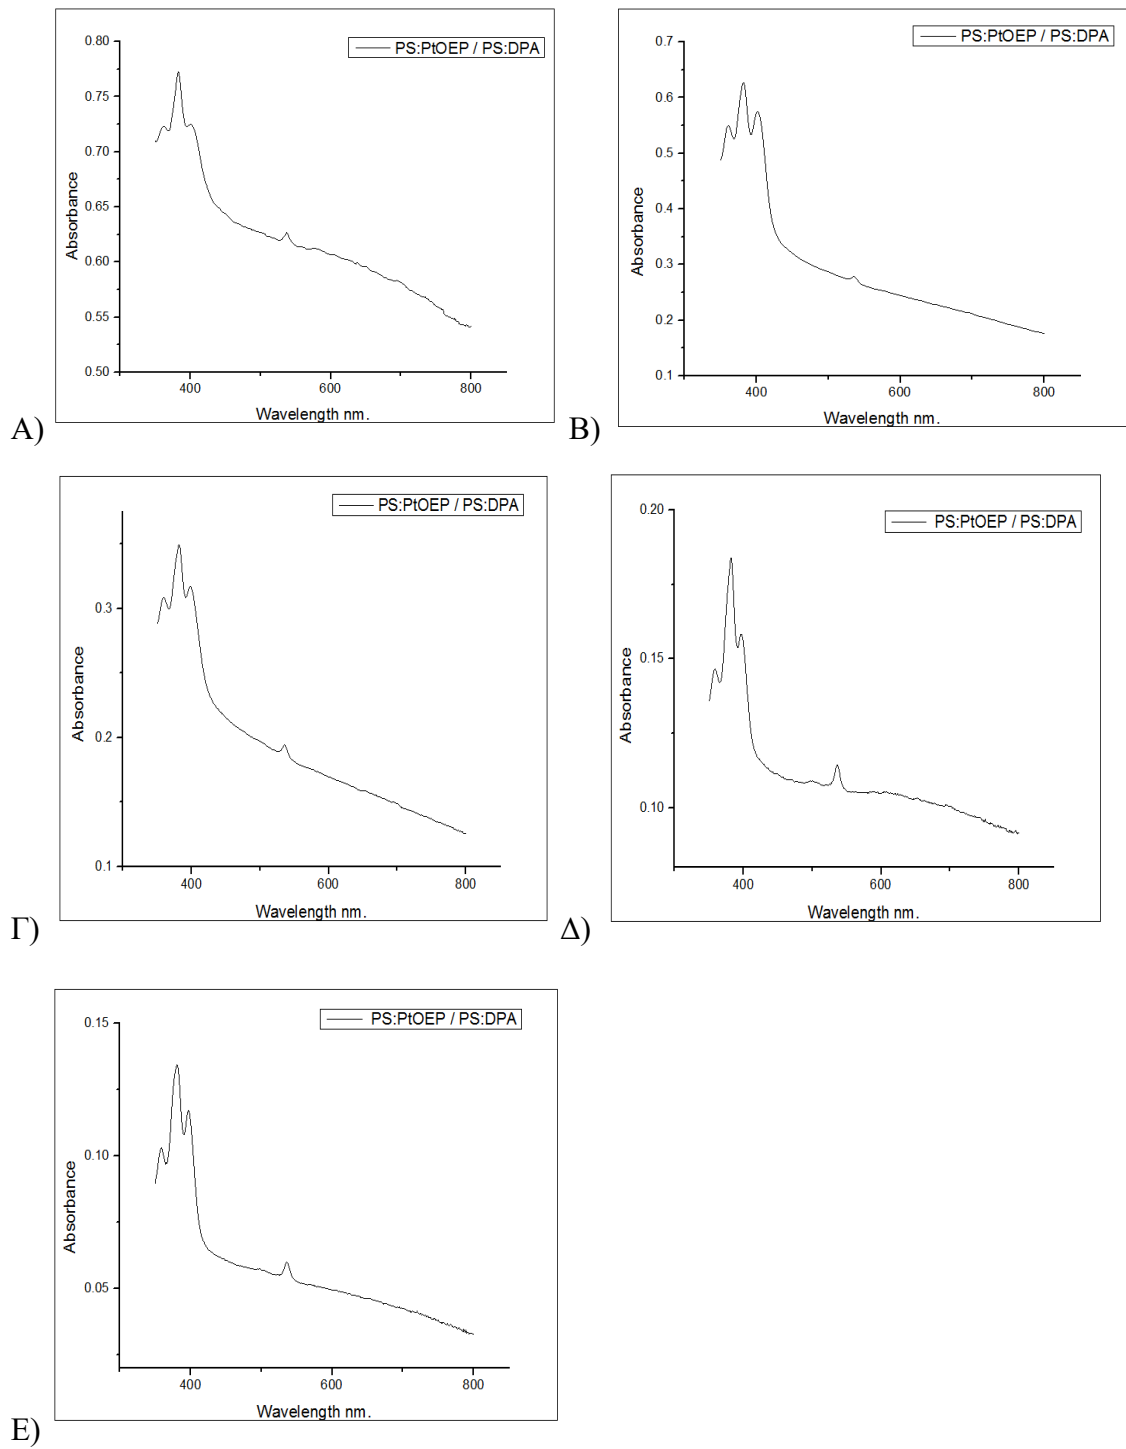 PS:PtOEP / PS:DPA
0.80
0.75
0.70
0.65
0.60
0.55
0.50
Absorbance
400
600
800
Wavelength nm.
Α)
PS:PtOEP / PS:DPA
0.7
0.6
0.5
0.4
0.3
0.2
0.1
Absorbance
400
600
800
Wavelength nm.
Β)
PS:PtOEP / PS:DPA
0.3
0.2
0.1
Absorbance
400
600
800
Wavelength nm.
Γ)
PS:PtOEP / PS:DPA
0.20
0.15
0.10
Absorbance
400
600
800
Wavelength nm.
Δ)
PS:PtOEP / PS:DPA
0.15
0.10
0.05
Absorbance
400
600
800
Wavelength nm.
Ε)